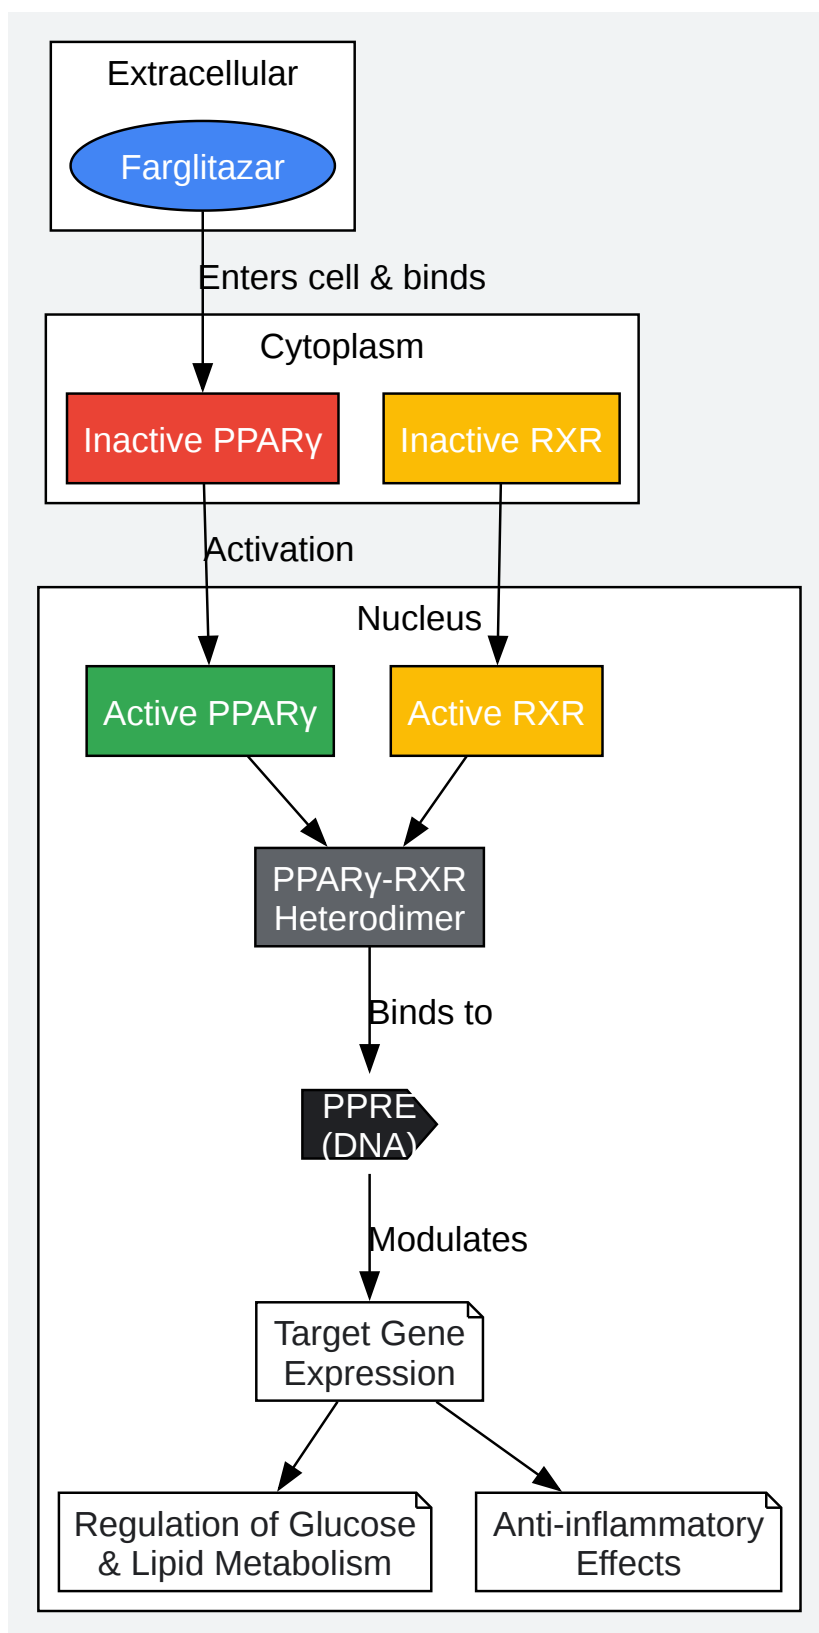 Extracellular
Farglitazar
Enters cell & binds
Cytoplasm
Inactive PPARγ
Inactive RXR
Activation
Nucleus
Active PPARγ
Active RXR
PPARγ-RXR
Heterodimer
Binds to
PPRE
(DNA)
Modulates
Target Gene
Expression
Regulation of Glucose
& Lipid Metabolism
Anti-inflammatory
Effects